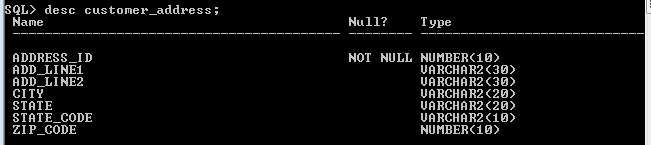 SQL> desc customer_address;
Name Null? Type
----------------------------------------- -------- ----------------------------
ADDRESS_ID NOT NULL NUMBER(10)
ADD_LINE1 VARCHAR2(30)
ADD_LINE2 VARCHAR2(30)
CITY VARCHAR2(20)
STATE VARCHAR2(20)
STATE_CODE VARCHAR2(10)
ZIP_CODE NUMBER(10)